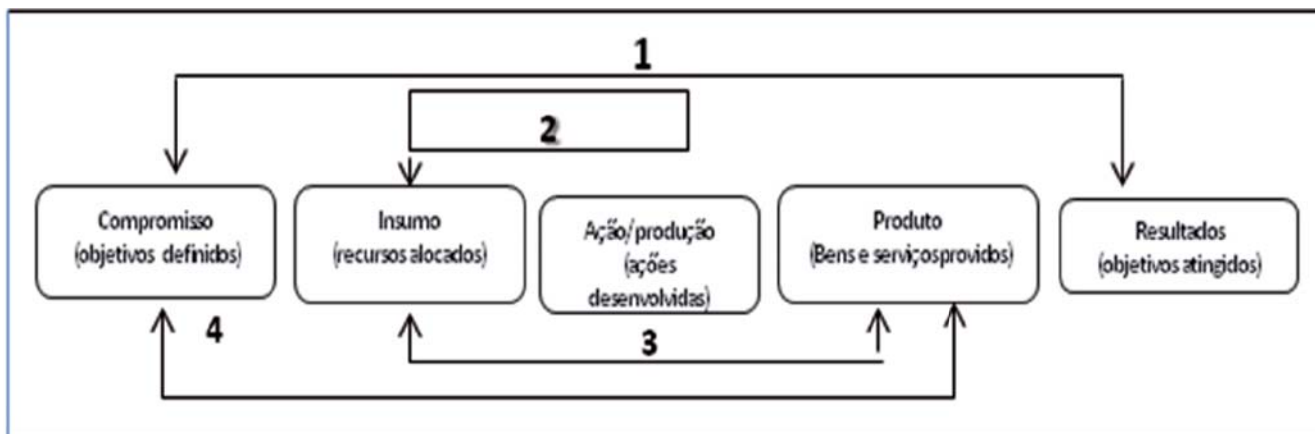 1
2
Compromisso
(objetivos definidos)
Insumo
(recursos alocados)
Ação/produção
(ações
desenvolvidas)
Produto
(Bens e serviços providos)
Resultados
(objetivos atingidos)
4
3